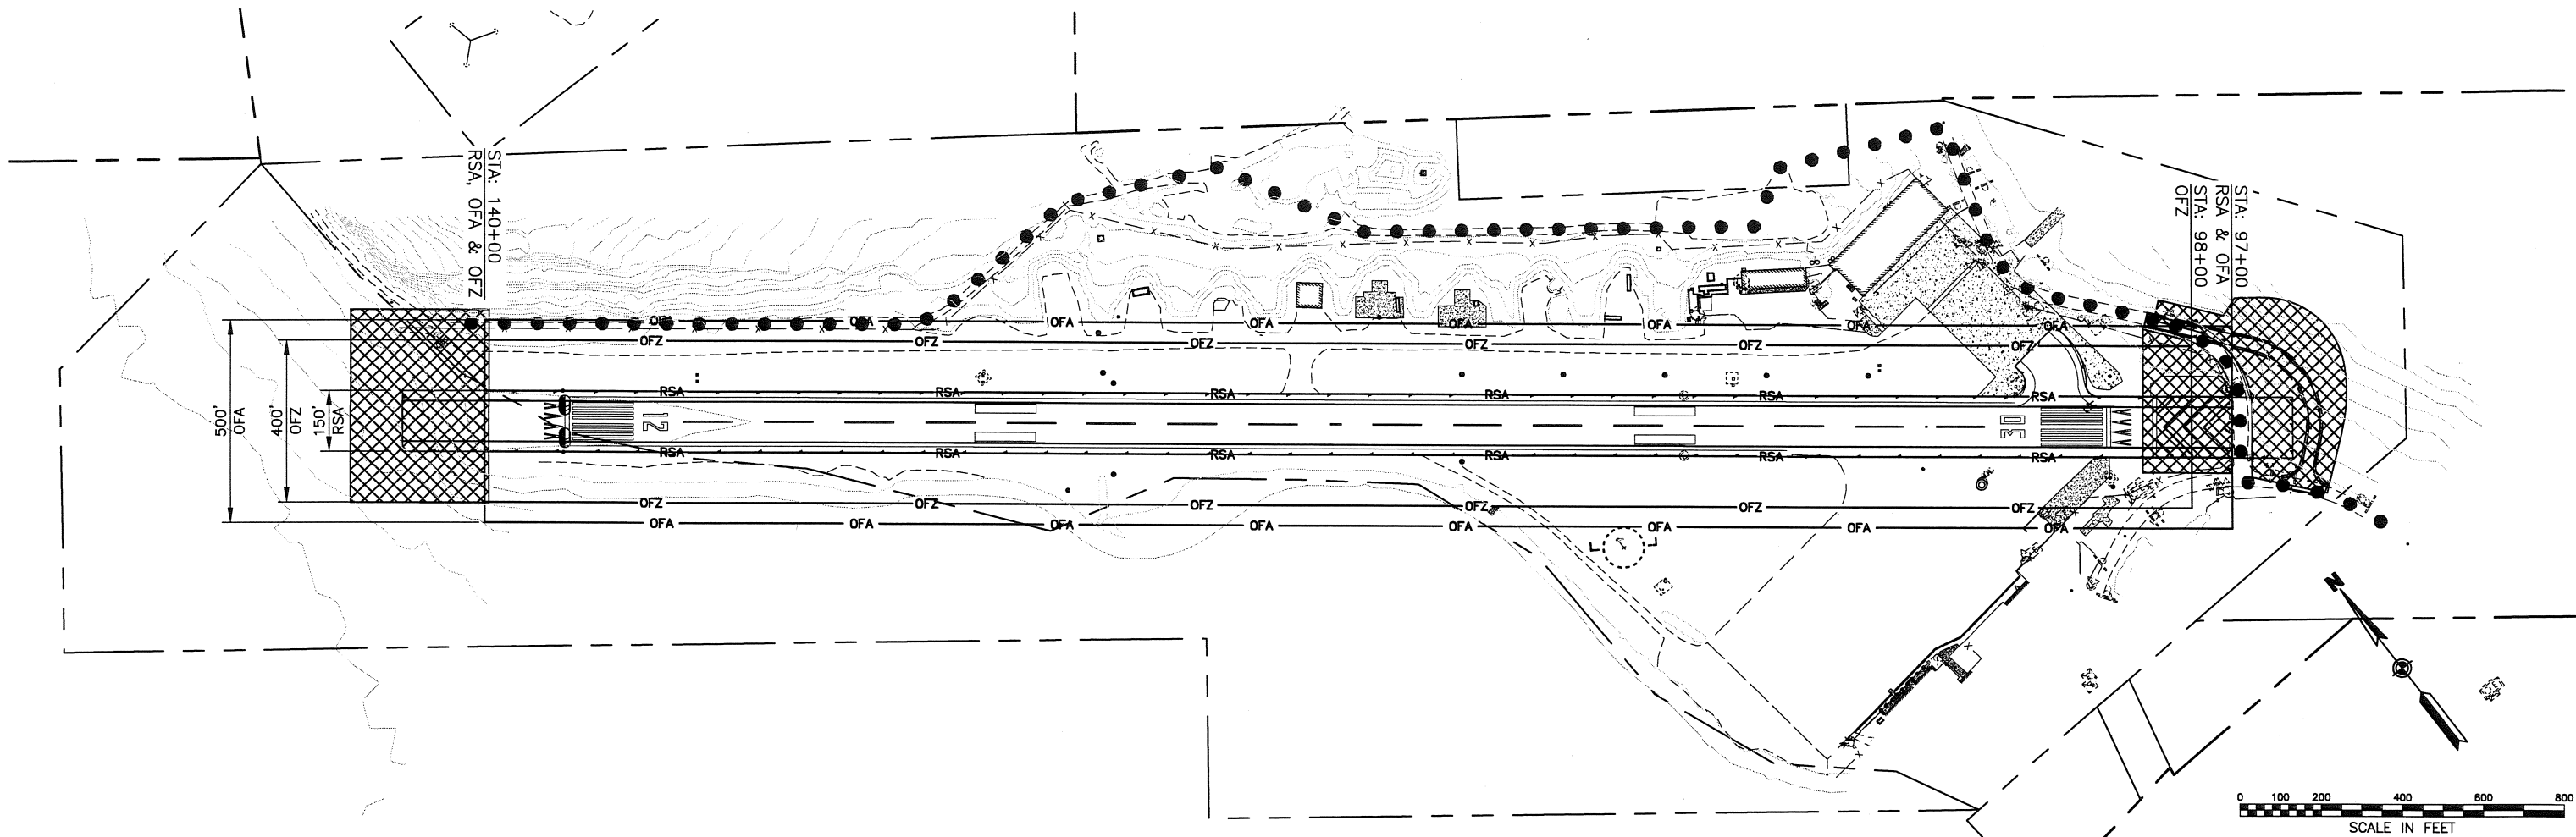 STA: 140+00
RSA, OFA & OFZ
STA: 97+00
RSA & OFA
STA: 98+00
OFZ
OFA OFA OFA OFA OFA OFA OFA OFA
OFZ OFZ OFZ OFZ OFZ OFZ
RSA RSA RSA RSA RSA RSA
500'
OFA
400'
OFZ
150'
RSA
12
30
RSA RSA RSA RSA RSA RSA
OFZ OFZ OFZ OFZ OFZ OFZ
OFA OFA OFA OFA OFA OFA OFA OFA
N
0 100 200 400 600 800
SCALE IN FEET